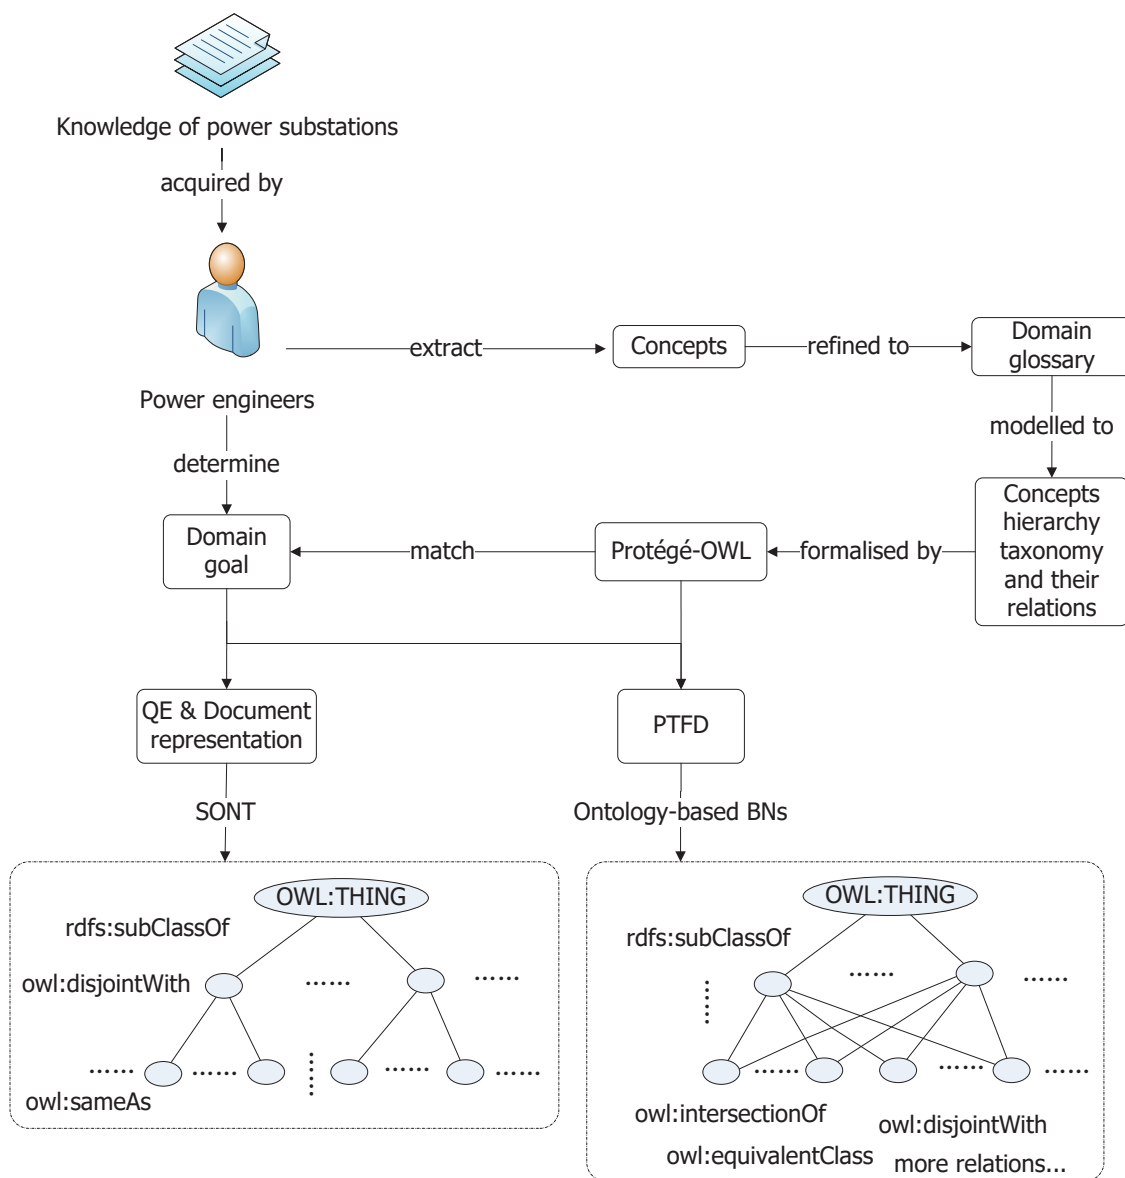 Knowledge of power substations
acquired by
Power engineers
extract
Concepts
refined to
Domain
glossary
modelled to
determine
Domain
goal
match
Protégé-OWL
formalised by
Concepts
hierarchy
taxonomy
and their
relations
QE & Document
representation
PTFD
SONT
Ontology-based BNs
OWL:THING
rdfs:subClassOf
owl:disjointWith
......
......
......
......
......
......
......
owl:sameAs
OWL:THING
rdfs:subClassOf
......
......
......
......
......
......
owl:intersectionOf
owl:disjointWith
owl:equivalentClass
more relations...